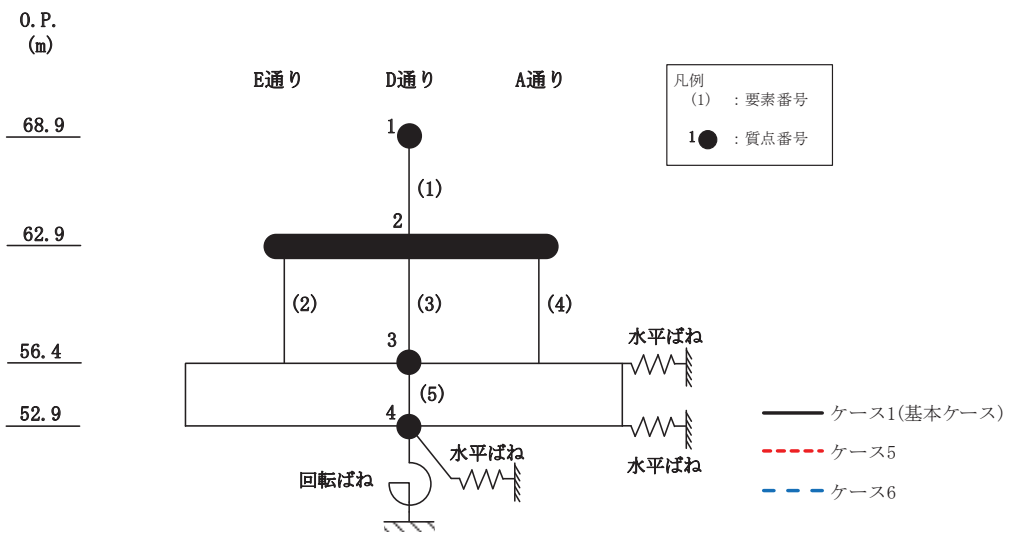 O.P.
(m)
E通り D通り A通り
凡例
(1) : 要素番号
1 : 質点番号
68.9
1
(1)
62.9
2
(2) (3) (4)
56.4
3
水平ばね
(5)
52.9
4
水平ばね
水平ばね
回転ばね
ケース1(基本ケース)
ケース5
ケース6